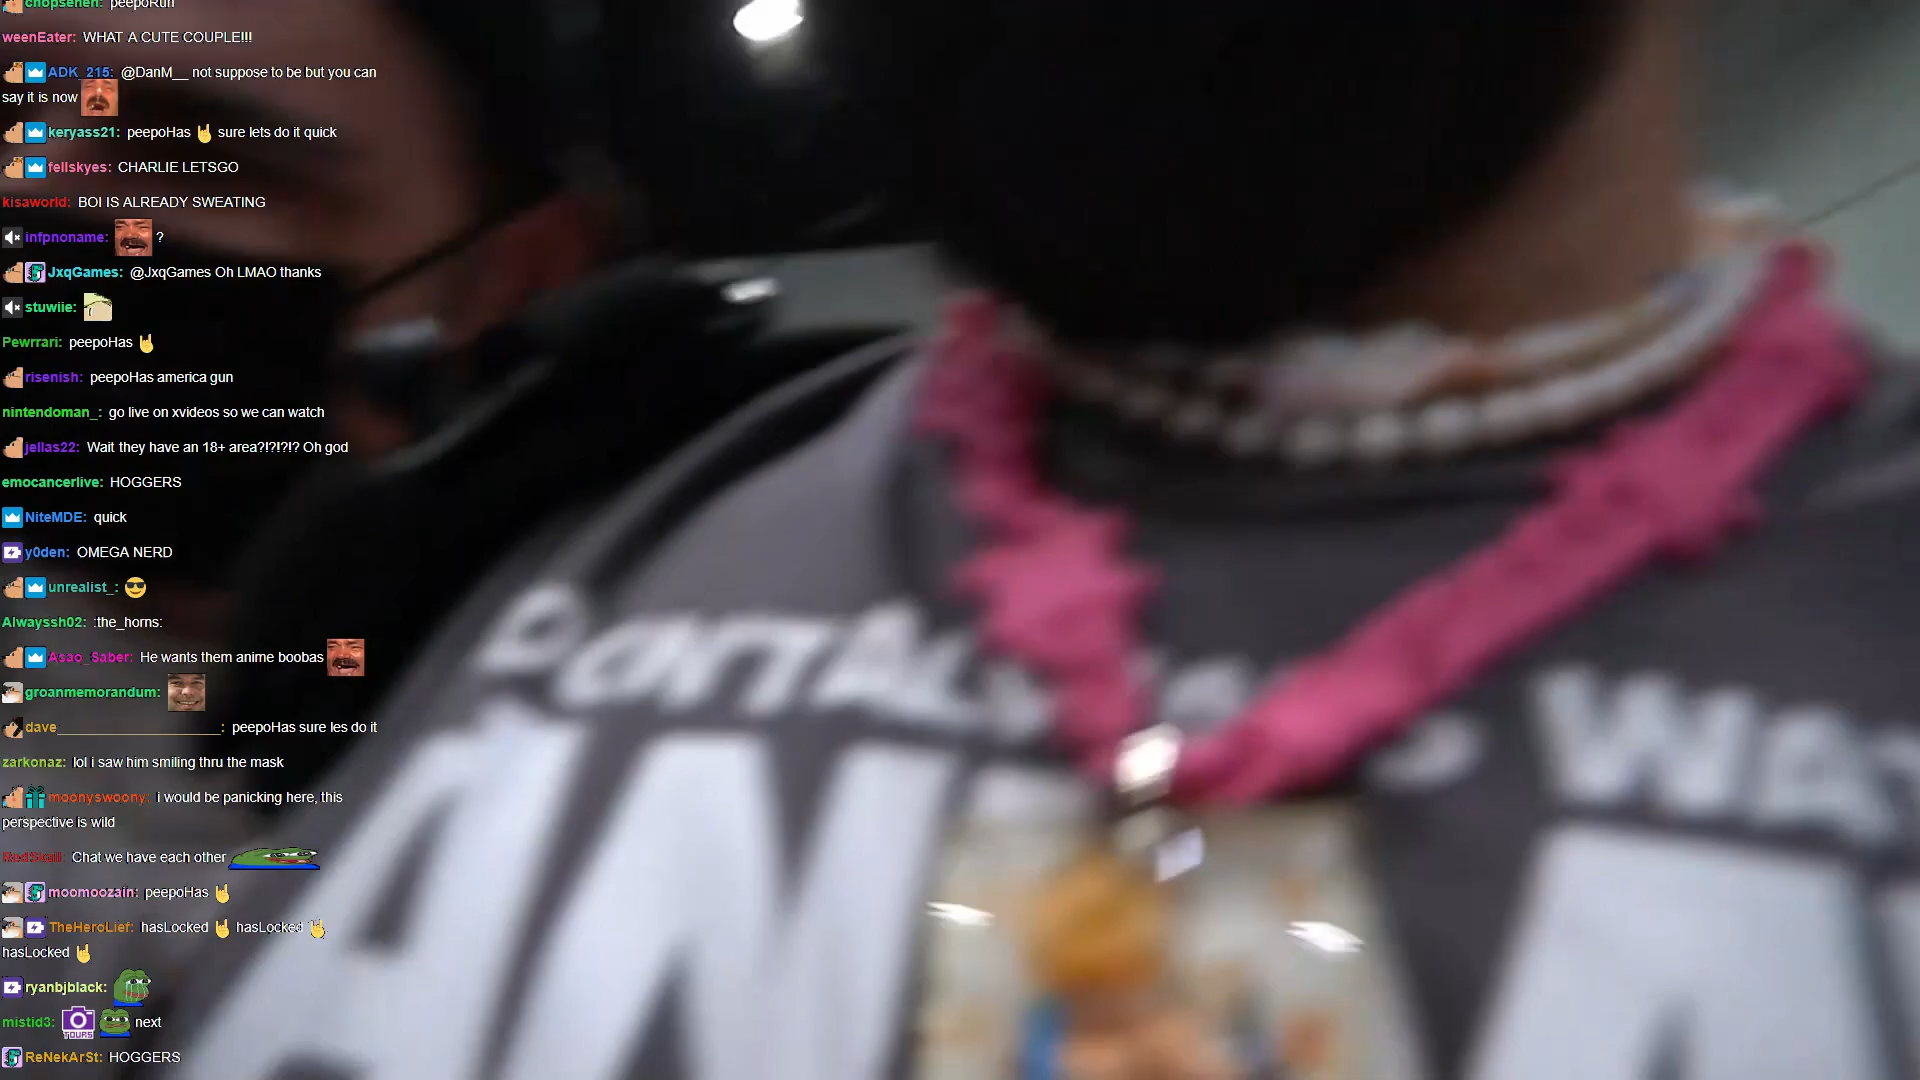 chopsehen: peepoRun
weenEater: WHAT A CUTE COUPLE!!!
ADK_215: @DanM__ not suppose to be but you can
say it is now
keryass21: peepoHas sure lets do it quick
fellskyes: CHARLIE LETSGO
kisaworld: BOI IS ALREADY SWEATING
infpnoname: ?
JxqGames: @JxqGames Oh LMAO thanks
stuwiie:
Pewrrari: peepoHas
risenish: peepoHas america gun
nintendoman_: go live on xvideos so we can watch
jellas22: Wait they have an 18+ area?!?!?!? Oh god
emocancerlive: HOGGERS
NiteMDE: quick
y0den: OMEGA NERD
unrealist_: 😎
Alwayssh02: :the_horns:
Asao_Saber: He wants them anime boobas
groanmemorandum:
dave____________________: peepoHas sure les do it
zarkonaz: lol i saw him smiling thru the mask
moonyswoony: i would be panicking here, this
perspective is wild
RedSkull: Chat we have each other
moomoozain: peepoHas
TheHeroLief: hasLocked hasLocked
hasLocked
ryanbjblack:
mistid3: TOURS next
ReNekArSt: HOGGERS
AN